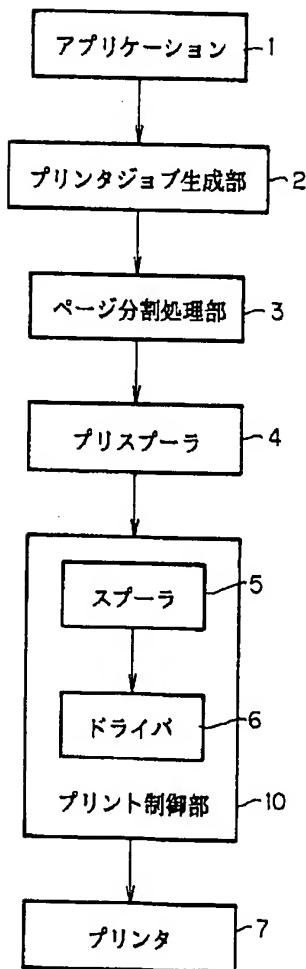 アプリケーション 1
プリンタジョブ生成部 2
ページ分割処理部 3
プリスプーラ 4
スプーラ 5
ドライバ 6
プリント制御部 10
プリンタ 7